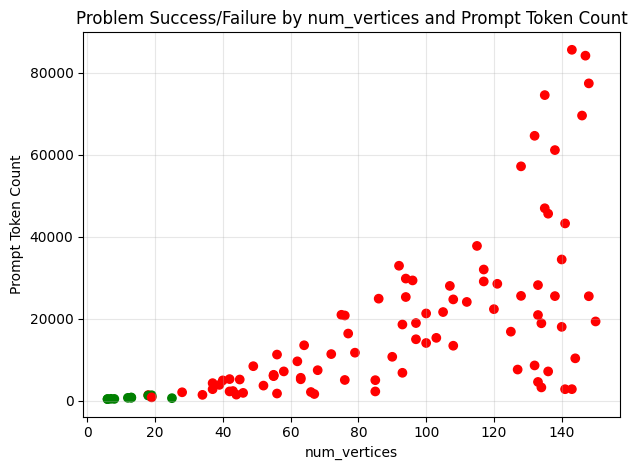 Problem Success/Failure by num_vertices and Prompt Token Count
Prompt Token Count
80000
60000
40000
20000
0
0 20 40 60 80 100 120 140
num_vertices